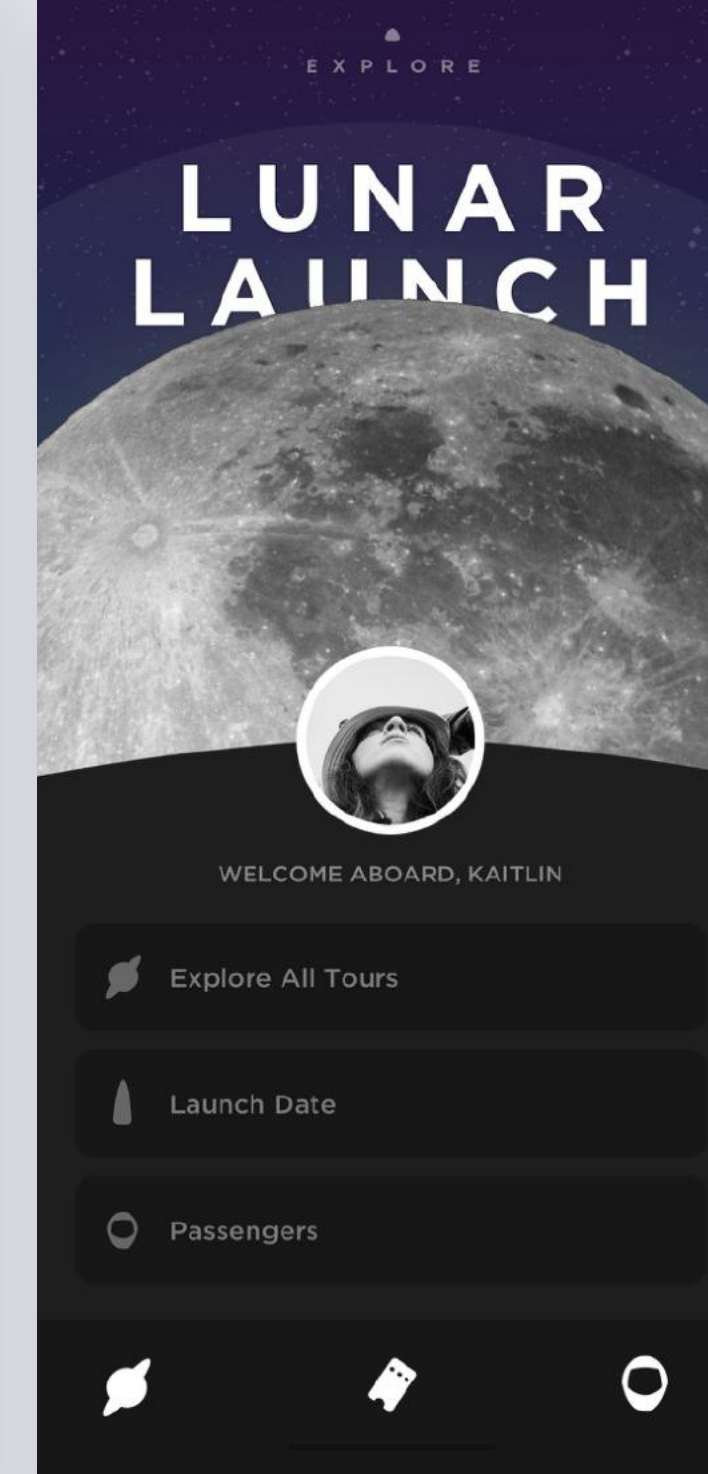 EXPLORE
LUNAR
LAUNCH
WELCOME ABOARD, KAITLIN
Explore All Tours
Launch Date
Passengers